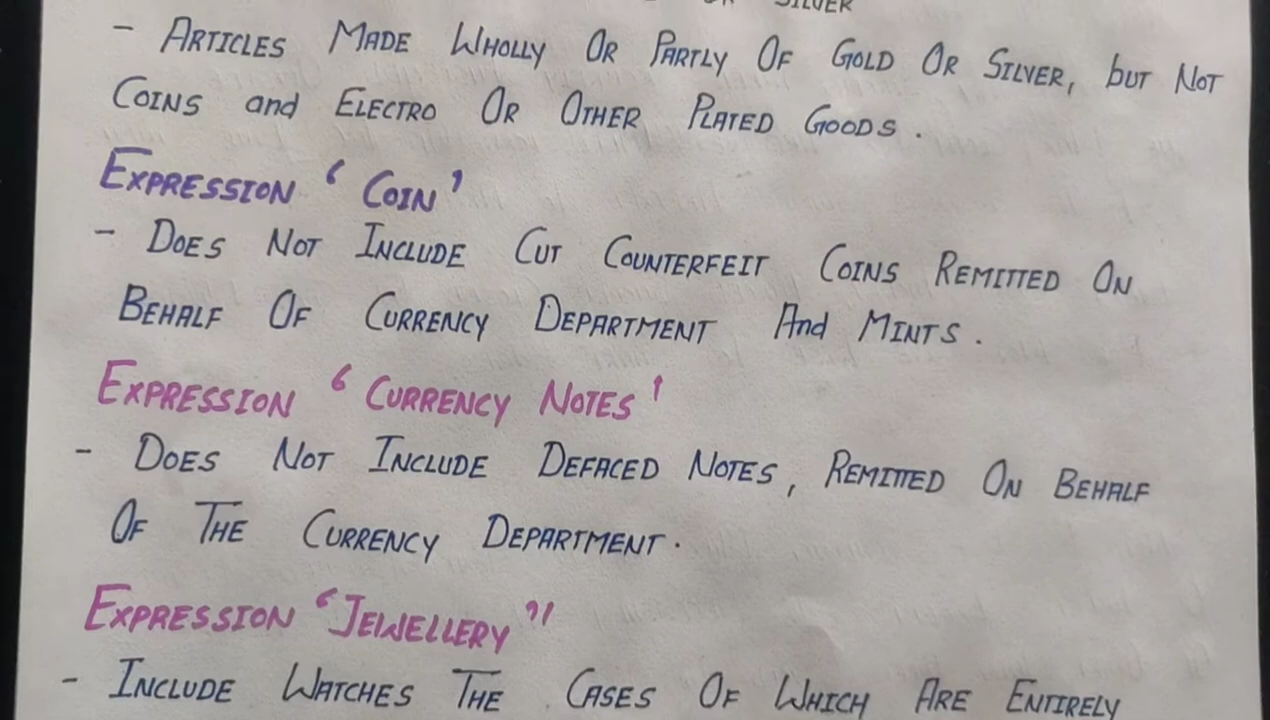 SILVER
- ARTICLES MADE WHOLLY OR PARTLY OF GOLD OR SILVER, but NOT
COINS and ELECTRO OR OTHER PLATED GOODS.
EXPRESSION ‘COIN’
- DOES NOT INCLUDE CUT COUNTERFEIT COINS REMITTED ON
BEHALF OF CURRENCY DEPARTMENT And MINTS.
EXPRESSION ‘CURRENCY NOTES'
- DOES NOT INCLUDE DEFACED NOTES, REMITTED ON BEHALF
OF THE CURRENCY DEPARTMENT.
EXPRESSION “JEWELLERY”
- INCLUDE WATCHES THE CASES OF WHICH ARE ENTIRELY